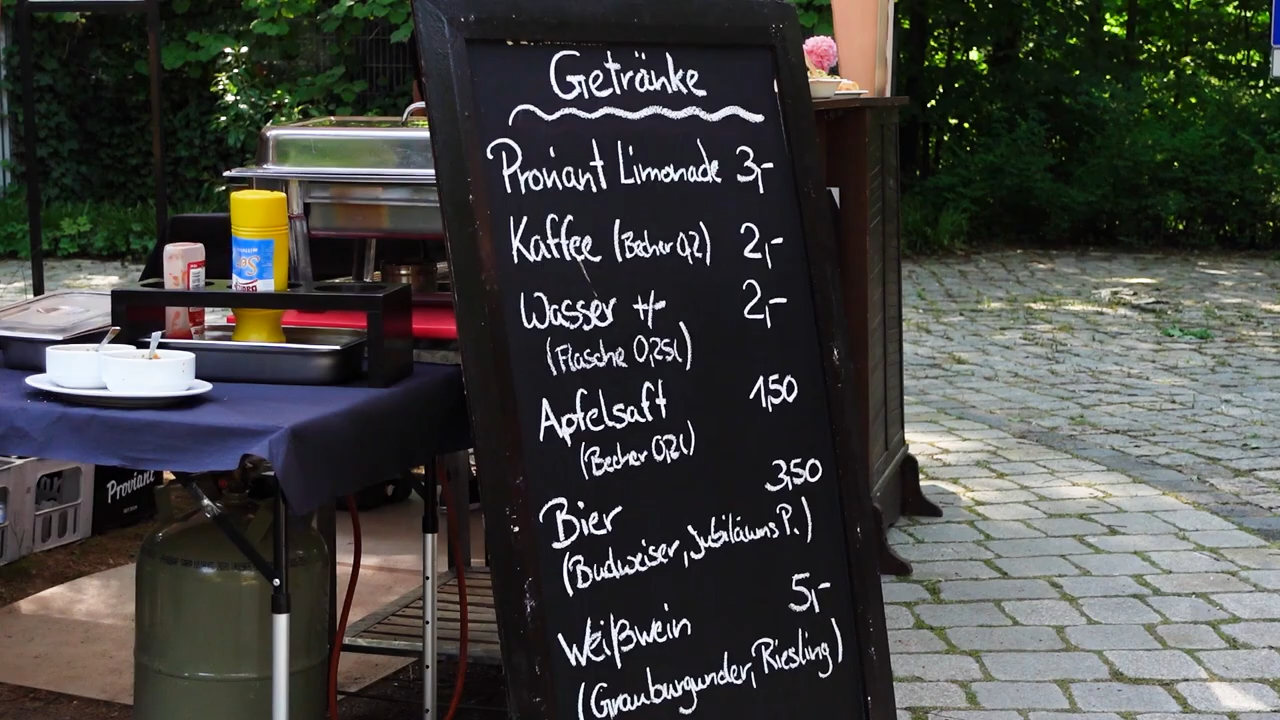 Getränke
Proviant Limonade 3,-
Kaffee (Becher 0,2) 2,-
Wasser +/- 2,-
(Flasche 0,25l)
Apfelsaft 1,50
(Becher 0,2l)
3,50
Bier
(Budweiser, Jubiläums P.)
5,-
Weißwein
(Grauburgunder, Riesling)
Proviant